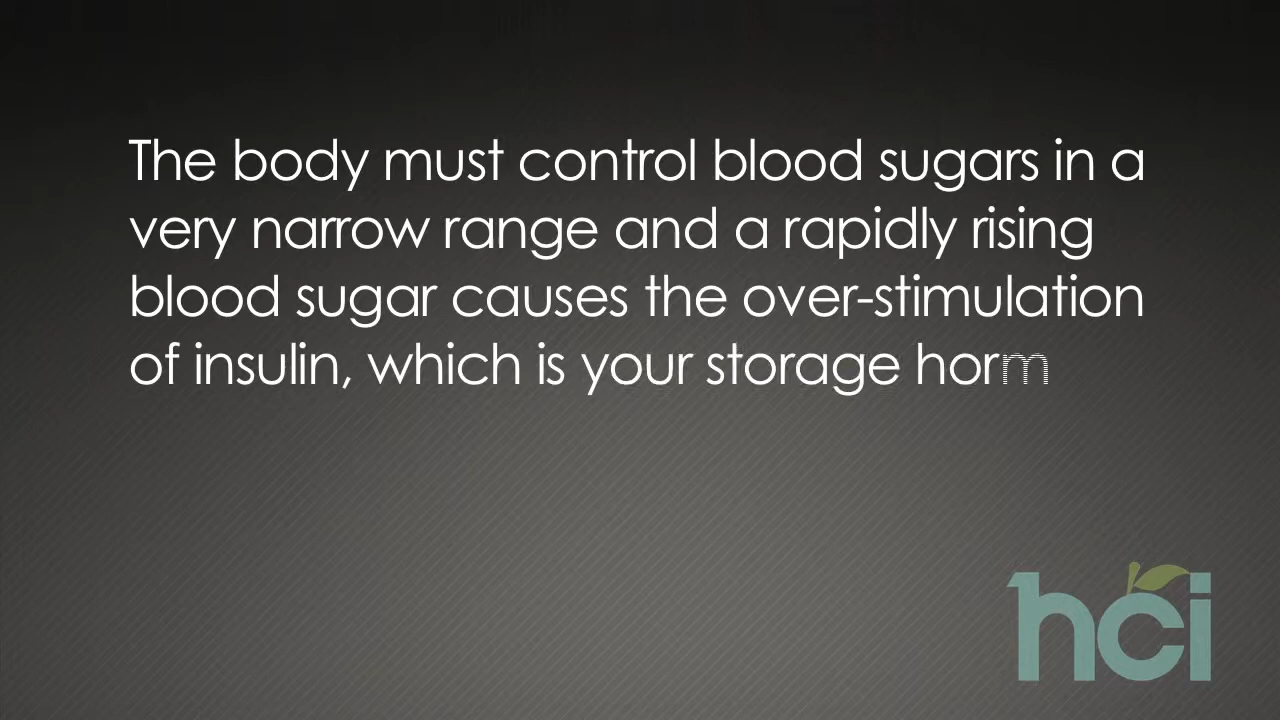 The body must control blood sugars in a
very narrow range and a rapidly rising
blood sugar causes the over-stimulation
of insulin, which is your storage horm
hci